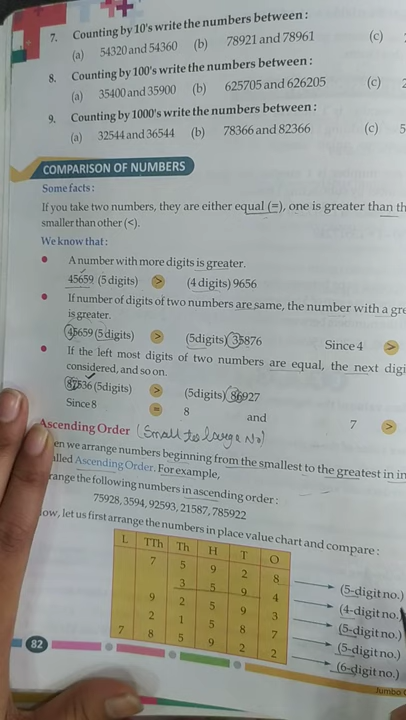 7. Counting by 10's write the numbers between :
(a) 54320 and 54360 (b) 78921 and 78961 (c)
8. Counting by 100's write the numbers between :
(a) 35400 and 35900 (b) 625705 and 626205 (c)
9. Counting by 1000's write the numbers between :
(a) 32544 and 36544 (b) 78366 and 82366 (c) 5
COMPARISON OF NUMBERS
Some facts :
If you take two numbers, they are either equal (=), one is greater than
smaller than other (<).
We know that :
• A number with more digits is greater.
45659 (5 digits) > (4 digits) 9656
• If number of digits of two numbers are same, the number with a
is greater.
45659 (5 digits) > (5digits) 35876 Since 4 >
• If the left most digits of two numbers are equal, the next
considered, and so on.
87536 (5digits) > (5digits) 86927
Since 8 = 8 and 7 >
Ascending Order (Small to large No)
we arrange numbers beginning from the smallest to the greatest in
Ascending Order. For example,
the following numbers in ascending order :
75928, 3594, 92593, 21587, 785922
let us first arrange the numbers in place value chart and compare :
L TTh Th H T O
7 5 9 2 8 (5-digit no.)
3 5 9 4 (4-digit no.)
9 2 5 9 3 (5-digit no.)
2 1 5 8 7 (5-digit no.)
7 8 5 9 2 2 (6-digit no.)
82
Jumbo